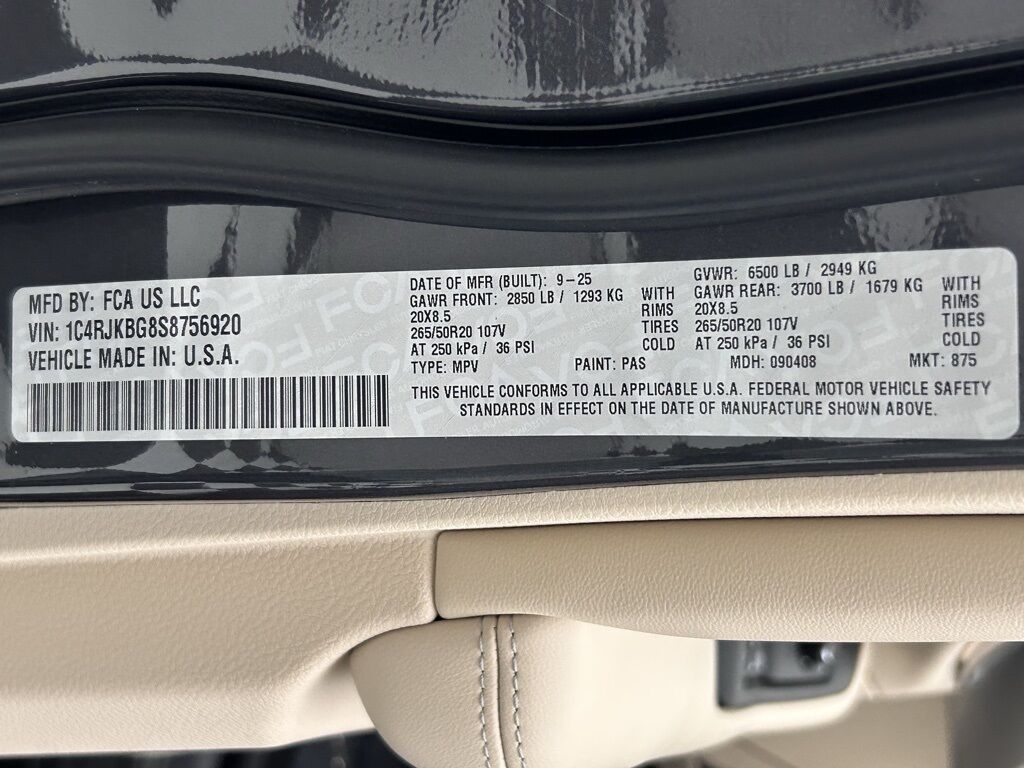 MFD BY: FCA US LLC
VIN: 1C4RJKBG8S8756920
VEHICLE MADE IN: U.S.A.
DATE OF MFR (BUILT): 9-25
GAWR FRONT: 2850 LB / 1293 KG WITH
20X8.5 RIMS
265/50R20 107V TIRES
AT 250 kPa / 36 PSI COLD
TYPE: MPV PAINT: PAS
GVWR: 6500 LB / 2949 KG
GAWR REAR: 3700 LB / 1679 KG WITH
20X8.5 RIMS
265/50R20 107V TIRES
AT 250 kPa / 36 PSI COLD
MDH: 090408 MKT: 875
THIS VEHICLE CONFORMS TO ALL APPLICABLE U.S.A. FEDERAL MOTOR VEHICLE SAFETY
STANDARDS IN EFFECT ON THE DATE OF MANUFACTURE SHOWN ABOVE.